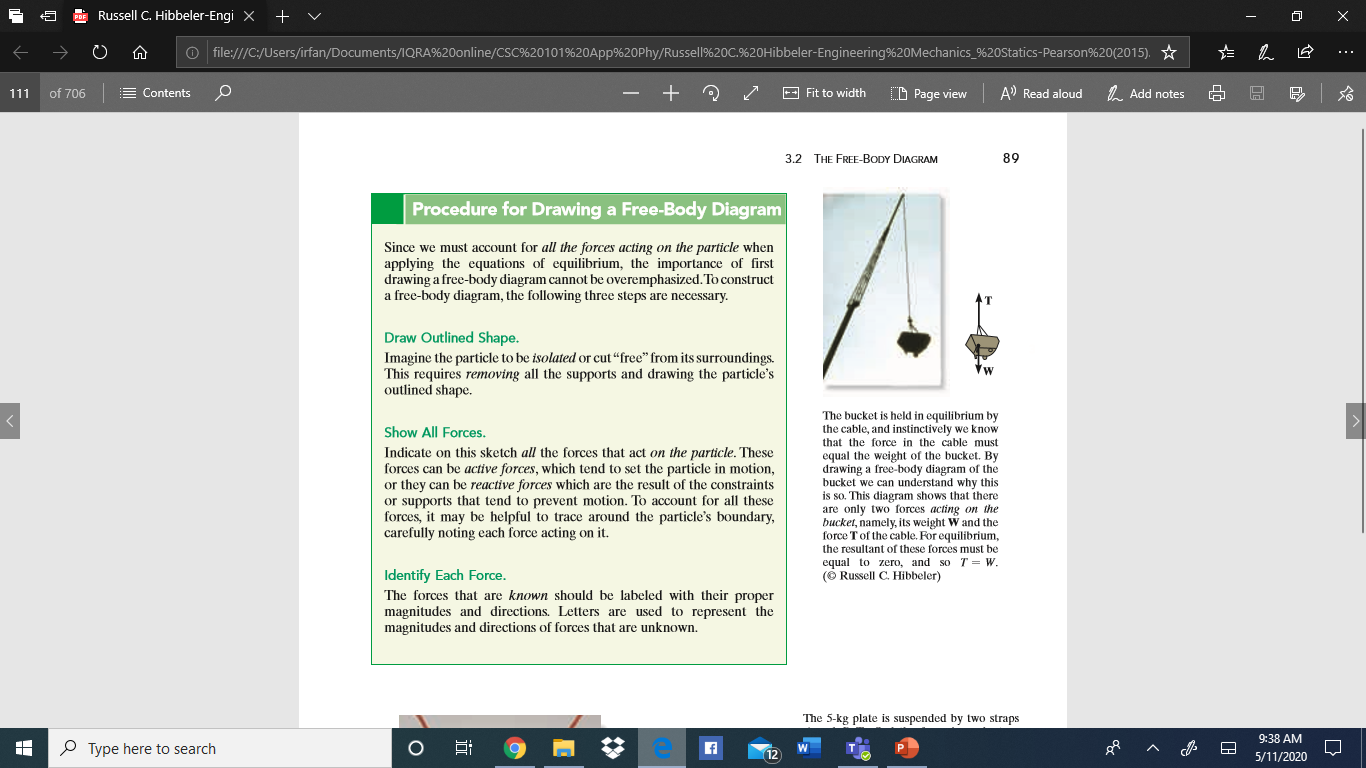 Russell C. Hibbeler-Engi
file:///C:/Users/irfan/Documents/IQRA%20online/CSC%20101%20App%20Phy/Russell%20C.%20Hibbeler-Engineering%20Mechanics_%20Statics-Pearson%20(2015).
111 of 706 Contents Fit to width Page view Read aloud Add notes
3.2 THE FREE-BODY DIAGRAM 89
Procedure for Drawing a Free-Body Diagram
Since we must account for all the forces acting on the particle when
applying the equations of equilibrium, the importance of first
drawing a free-body diagram cannot be overemphasized. To construct
a free-body diagram, the following three steps are necessary.
Draw Outlined Shape.
Imagine the particle to be isolated or cut “free” from its surroundings.
This requires removing all the supports and drawing the particle’s
outlined shape.
Show All Forces.
Indicate on this sketch all the forces that act on the particle. These
forces can be active forces, which tend to set the particle in motion,
or they can be reactive forces which are the result of the constraints
or supports that tend to prevent motion. To account for all these
forces, it may be helpful to trace around the particle’s boundary,
carefully noting each force acting on it.
Identify Each Force.
The forces that are known should be labeled with their proper
magnitudes and directions. Letters are used to represent the
magnitudes and directions of forces that are unknown.
T
W
The bucket is held in equilibrium by
the cable, and instinctively we know
that the force in the cable must
equal the weight of the bucket. By
drawing a free-body diagram of the
bucket we can understand why this
is so. This diagram shows that there
are only two forces acting on the
bucket, namely, its weight W and the
force T of the cable. For equilibrium,
the resultant of these forces must be
equal to zero, and so T = W.
(© Russell C. Hibbeler)
The 5-kg plate is suspended by two straps
Type here to search
12
9:38 AM
5/11/2020